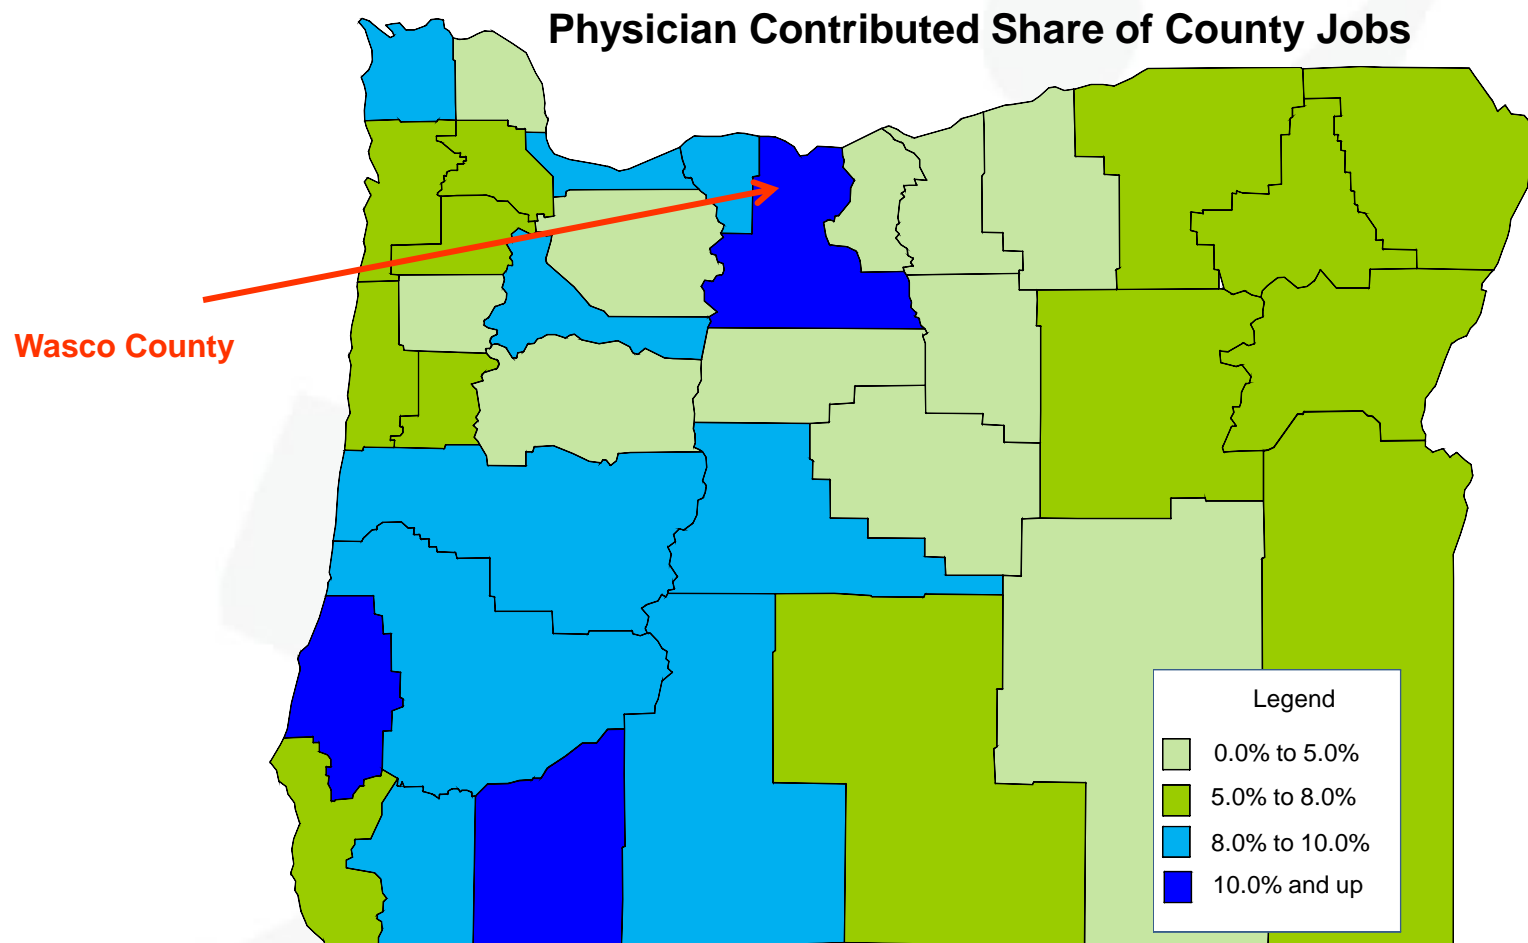 Physician Contributed Share of County Jobs
Wasco County
Legend
0.0% to 5.0%
5.0% to 8.0%
8.0% to 10.0%
10.0% and up